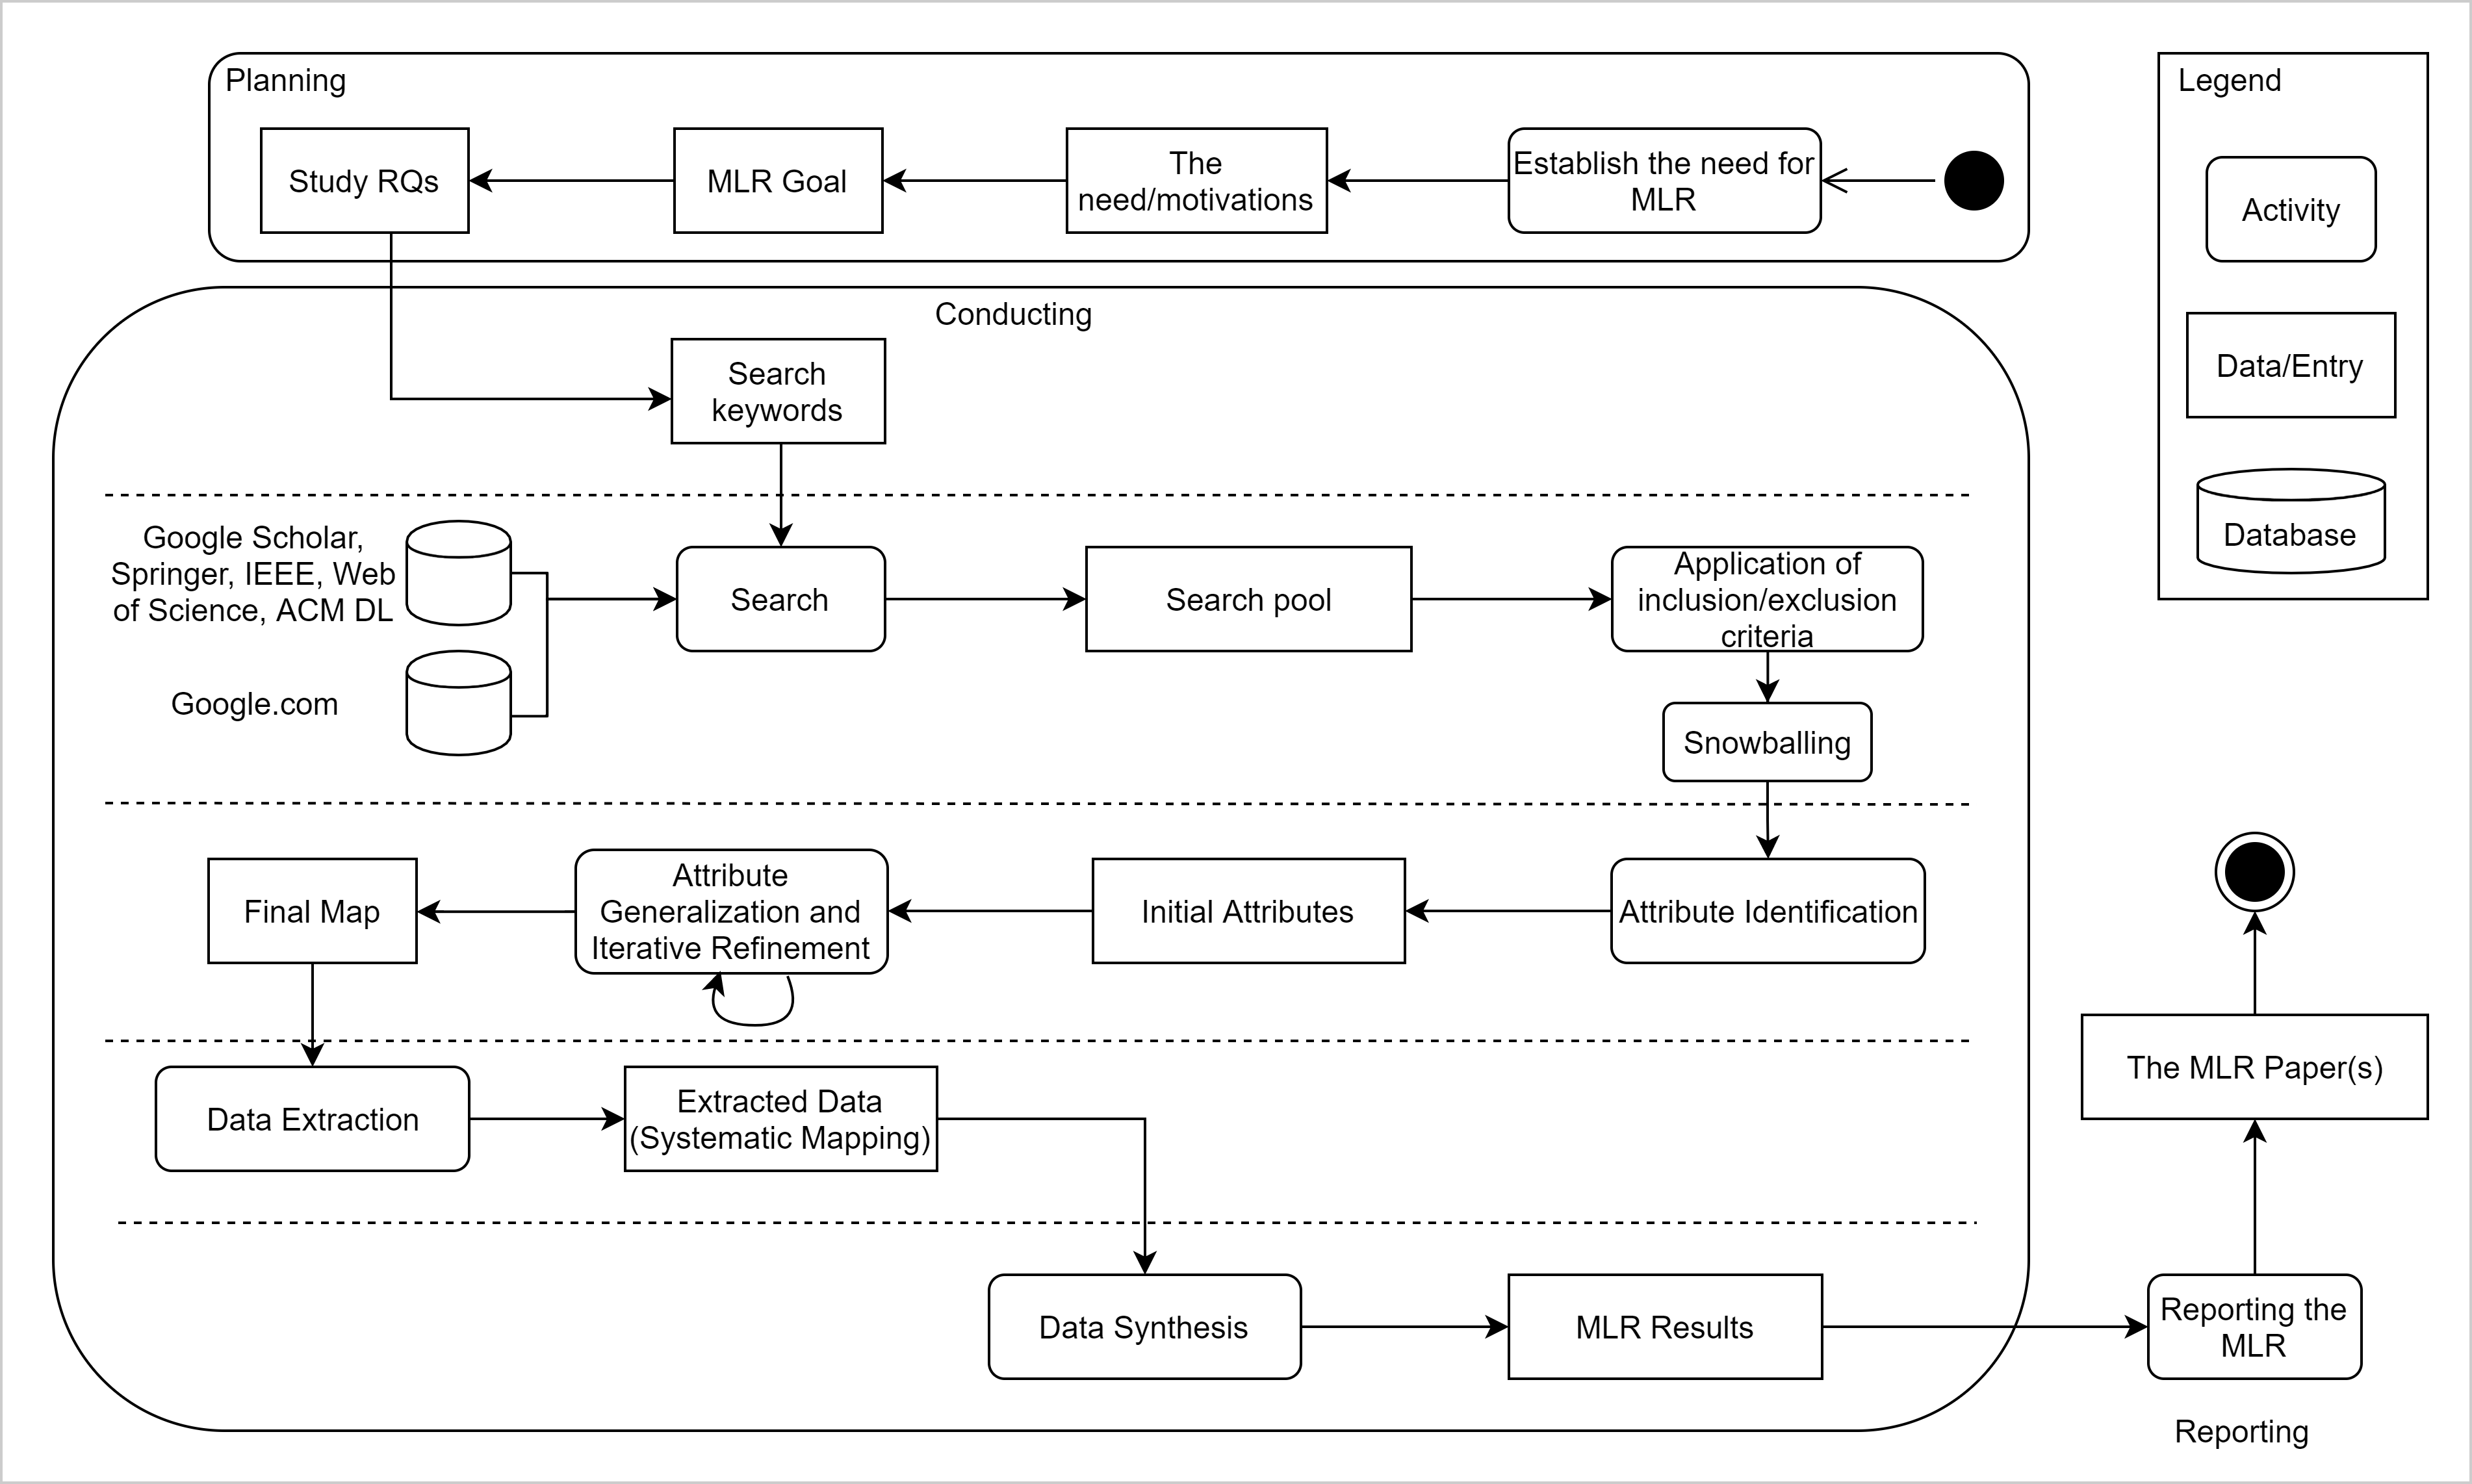 Planning
Study RQs
MLR Goal
The
need/motivations
Establish the need for
MLR
Legend
Activity
Data/Entry
Database
Conducting
Search
keywords
Google Scholar,
Springer, IEEE, Web
of Science, ACM DL
Google.com
Search
Search pool
Application of
inclusion/exclusion
criteria
Snowballing
Final Map
Attribute
Generalization and
Iterative Refinement
Initial Attributes
Attribute Identification
Data Extraction
Extracted Data
(Systematic Mapping)
The MLR Paper(s)
Data Synthesis
MLR Results
Reporting the
MLR
Reporting